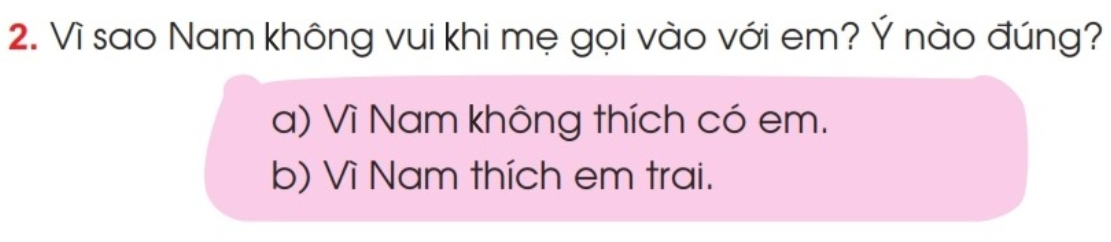 2. Vì sao Nam không vui khi mẹ gọi vào với em? Ý nào đúng?
a) Vì Nam không thích có em.
b) Vì Nam thích em trai.